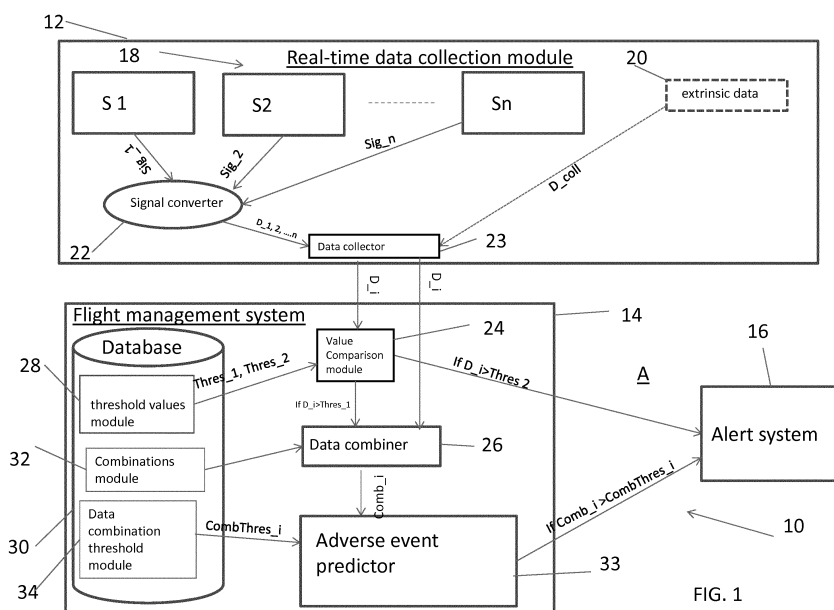 12
Real-time data collection module
18
20
S 1
S2
Sn
extrinsic data
Sig_1
Sig_2
Sig_n
D_coll
Signal converter
22
D_1, 2, ....n
Data collector
23
D_i
D_i
Flight management system
14
Database
24
Value
Comparison
module
28
Thres_1, Thres_2
threshold values
module
If D_i>Thres 2
A
16
If D_i>Thres_1
Alert system
32
Combinations
module
Data combiner
26
Comb_i
30
Data
combination
threshold
module
CombThres_i
Adverse event
predictor
If Comb_i >CombThres_i
10
34
33
FIG. 1